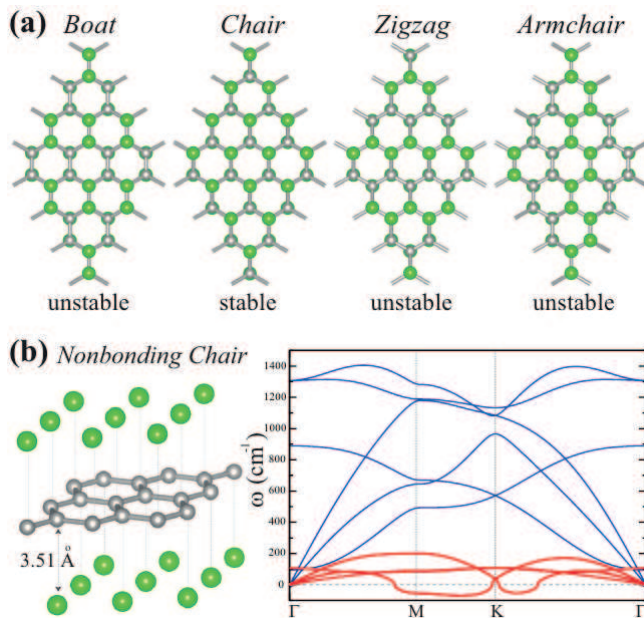 (a) Boat Chair Zigzag Armchair
unstable stable unstable unstable
(b) Nonbonding Chair
3.51 Å
ω (cm⁻¹)
1400
1200
1000
800
600
400
200
0
Γ M K Γ